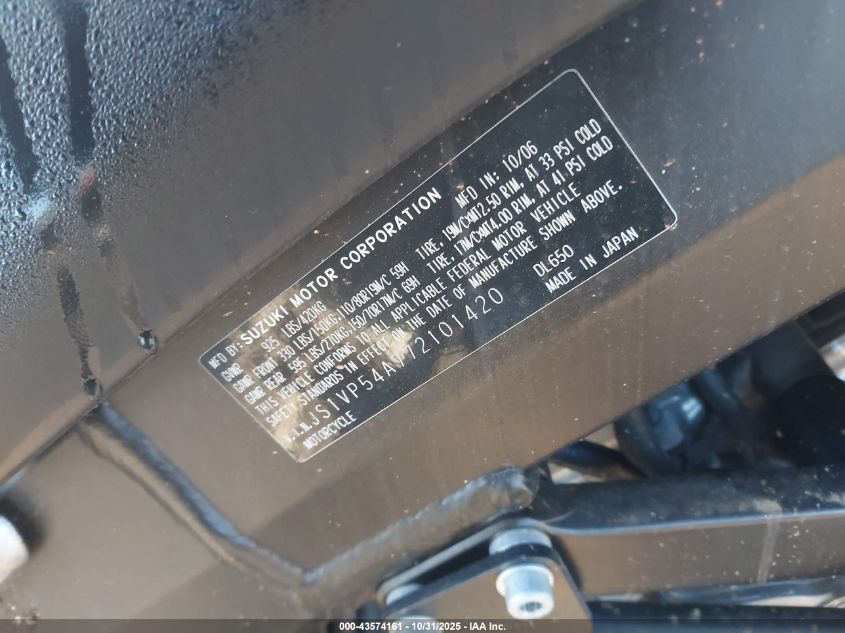 MFD BY: SUZUKI MOTOR CORPORATION MFD IN: 10/06
GVWR 925 LBS/420KG
GAWR FRONT 330 LBS/150KG, 110/80R19M/C 59H TIRE, 19M/CxMT2.50 RIM, AT 33 PSI COLD
GAWR REAR 595 LBS/270KG, 150/70R17M/C 69H TIRE, 17M/CxMT4.00 RIM, AT 41 PSI COLD
THIS VEHICLE CONFORMS TO ALL APPLICABLE FEDERAL MOTOR VEHICLE
SAFETY STANDARDS IN EFFECT ON THE DATE OF MANUFACTURE SHOWN ABOVE.
V.I.N. DL650
MOTORCYCLE MADE IN JAPAN
000-43574161 - 10/31/2025 - IAA Inc.